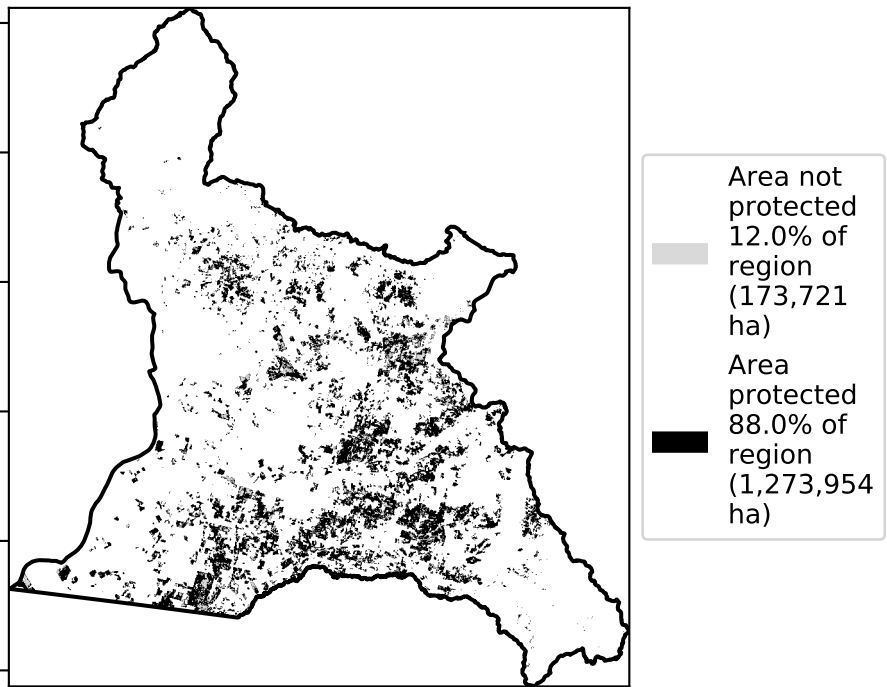 Area not
protected
12.0% of
region
(173,721
ha)
Area
protected
88.0% of
region
(1,273,954
ha)